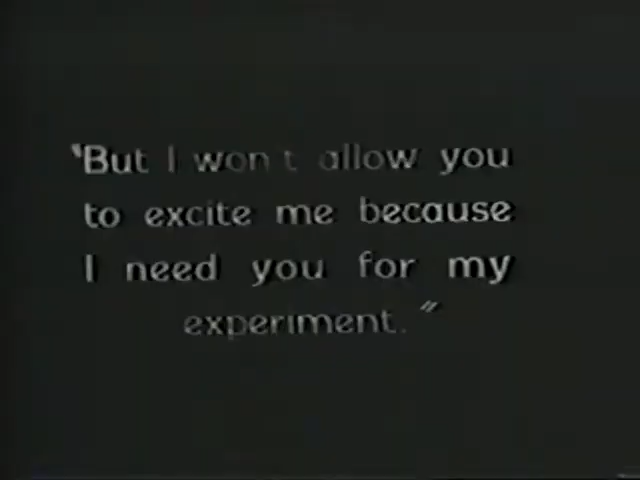 "But I won't allow you
to excite me because
I need you for my
experiment."